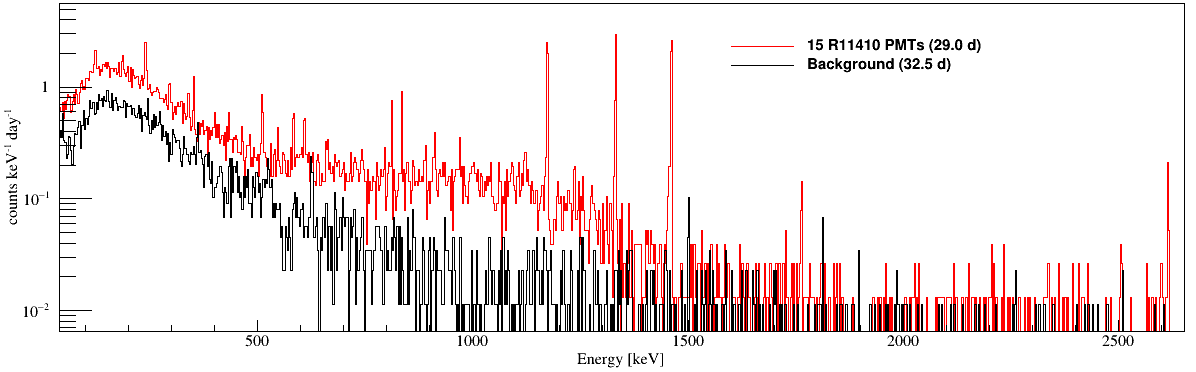 15 R11410 PMTs (29.0 d)
Background (32.5 d)
counts keV-1 day-1
1
10−1
10−2
500
1000
1500
2000
2500
Energy [keV]